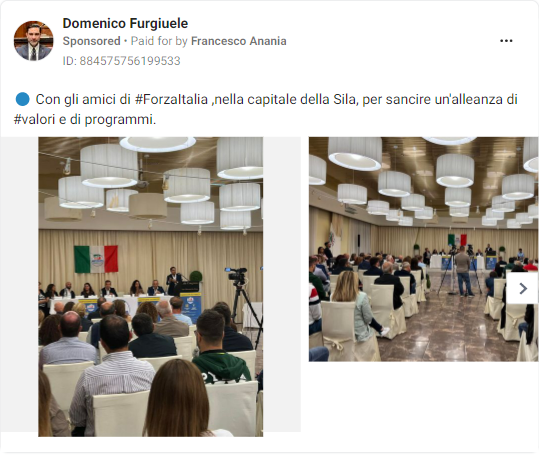 Domenico Furgiuele
Sponsored • Paid for by Francesco Anania
ID: 884575756199533
Con gli amici di #ForzaItalia ,nella capitale della Sila, per sancire un'alleanza di
#valori e di programmi.